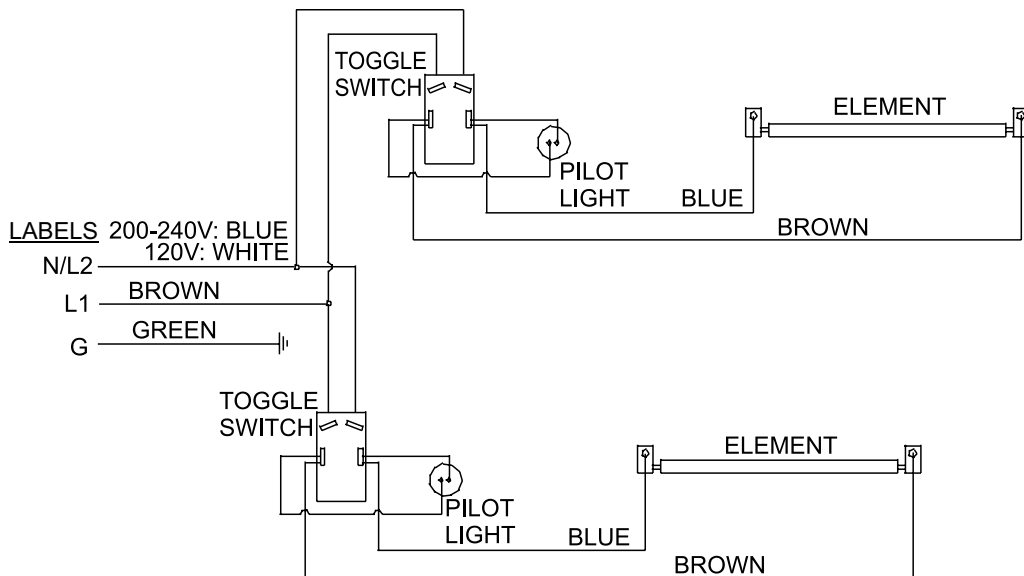 TOGGLE
SWITCH
ELEMENT
PILOT
LIGHT
BLUE
BROWN
LABELS 200-240V: BLUE
120V: WHITE
N/L2
L1
BROWN
G
GREEN
TOGGLE
SWITCH
ELEMENT
PILOT
LIGHT
BLUE
BROWN